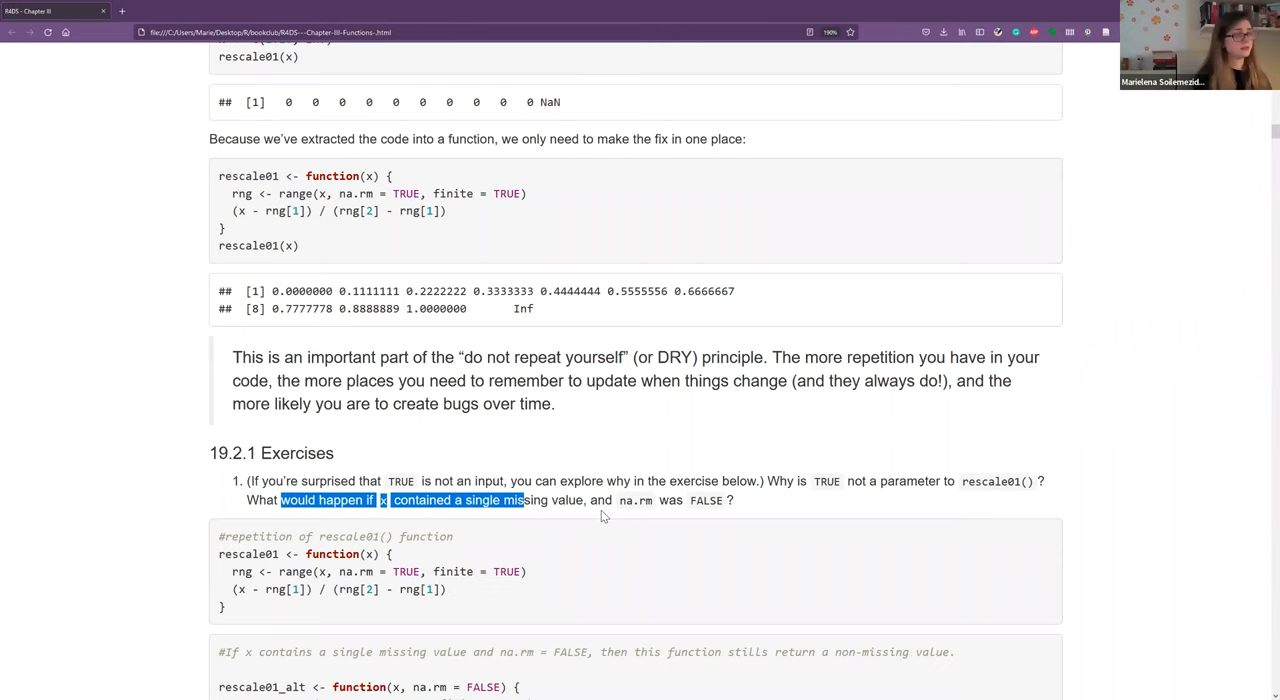 R4DS - Chapter III
file:///C:/Users/Marie/Desktop/R/bookclub/R4DS---Chapter-III-Functions-.html
190%
Marielena Soilemezid...
rescale01(x)
## [1] 0 0 0 0 0 0 0 0 0 0 NaN
Because we've extracted the code into a function, we only need to make the fix in one place:
rescale01 <- function(x) {
rng <- range(x, na.rm = TRUE, finite = TRUE)
(x - rng[1]) / (rng[2] - rng[1])
}
rescale01(x)
## [1] 0.0000000 0.1111111 0.2222222 0.3333333 0.4444444 0.5555556 0.6666667
## [8] 0.7777778 0.8888889 1.0000000 Inf
This is an important part of the “do not repeat yourself” (or DRY) principle. The more repetition you have in your
code, the more places you need to remember to update when things change (and they always do!), and the
more likely you are to create bugs over time.
19.2.1 Exercises
1. (If you're surprised that TRUE is not an input, you can explore why in the exercise below.) Why is TRUE not a parameter to rescale01() ?
What would happen if x contained a single missing value, and na.rm was FALSE ?
#repetition of rescale01() function
rescale01 <- function(x) {
rng <- range(x, na.rm = TRUE, finite = TRUE)
(x - rng[1]) / (rng[2] - rng[1])
}
#If x contains a single missing value and na.rm = FALSE, then this function stills return a non-missing value.
rescale01_alt <- function(x, na.rm = FALSE) {